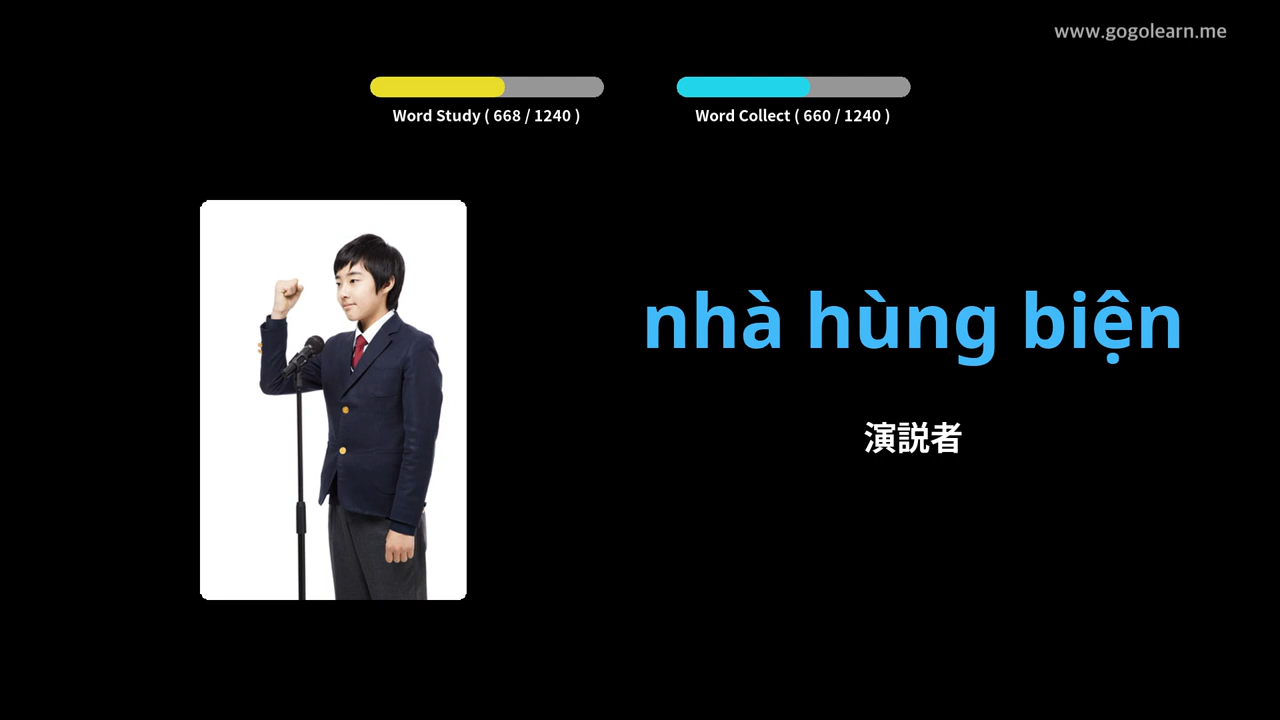 www.gogolearn.me
Word Study ( 668 / 1240 )
Word Collect ( 660 / 1240 )
nhà hùng biện
演説者